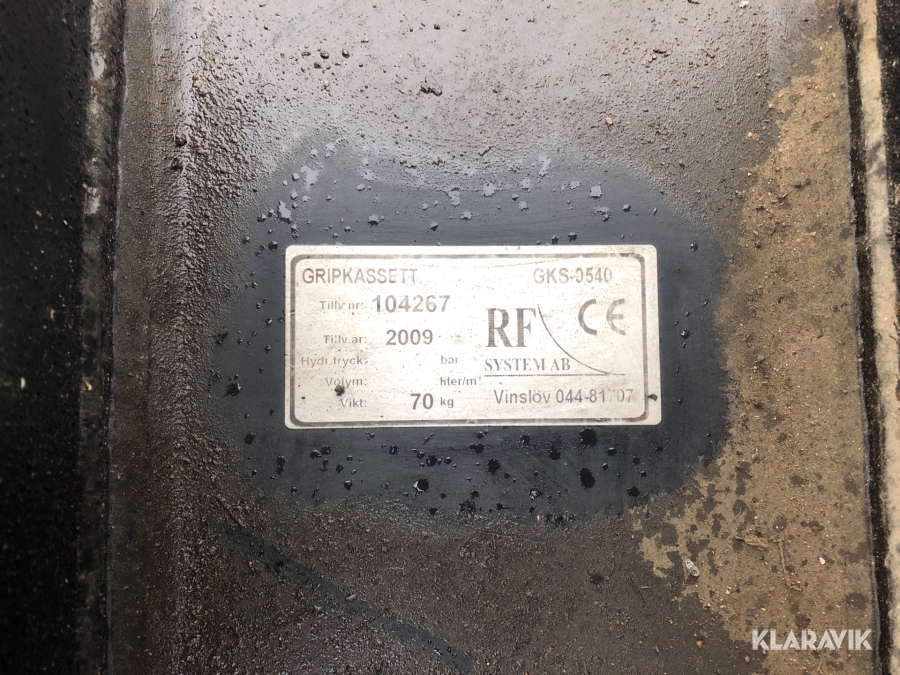 GRIPKASSETT GKS-0540
Tillv.nr: 104267
Tillv.år: 2009
RF
SYSTEM AB
CE
Hydr.tryck: bar
Volym: liter/m³
Vikt: 70 kg
Vinslöv 044-81707
KLARAVIK